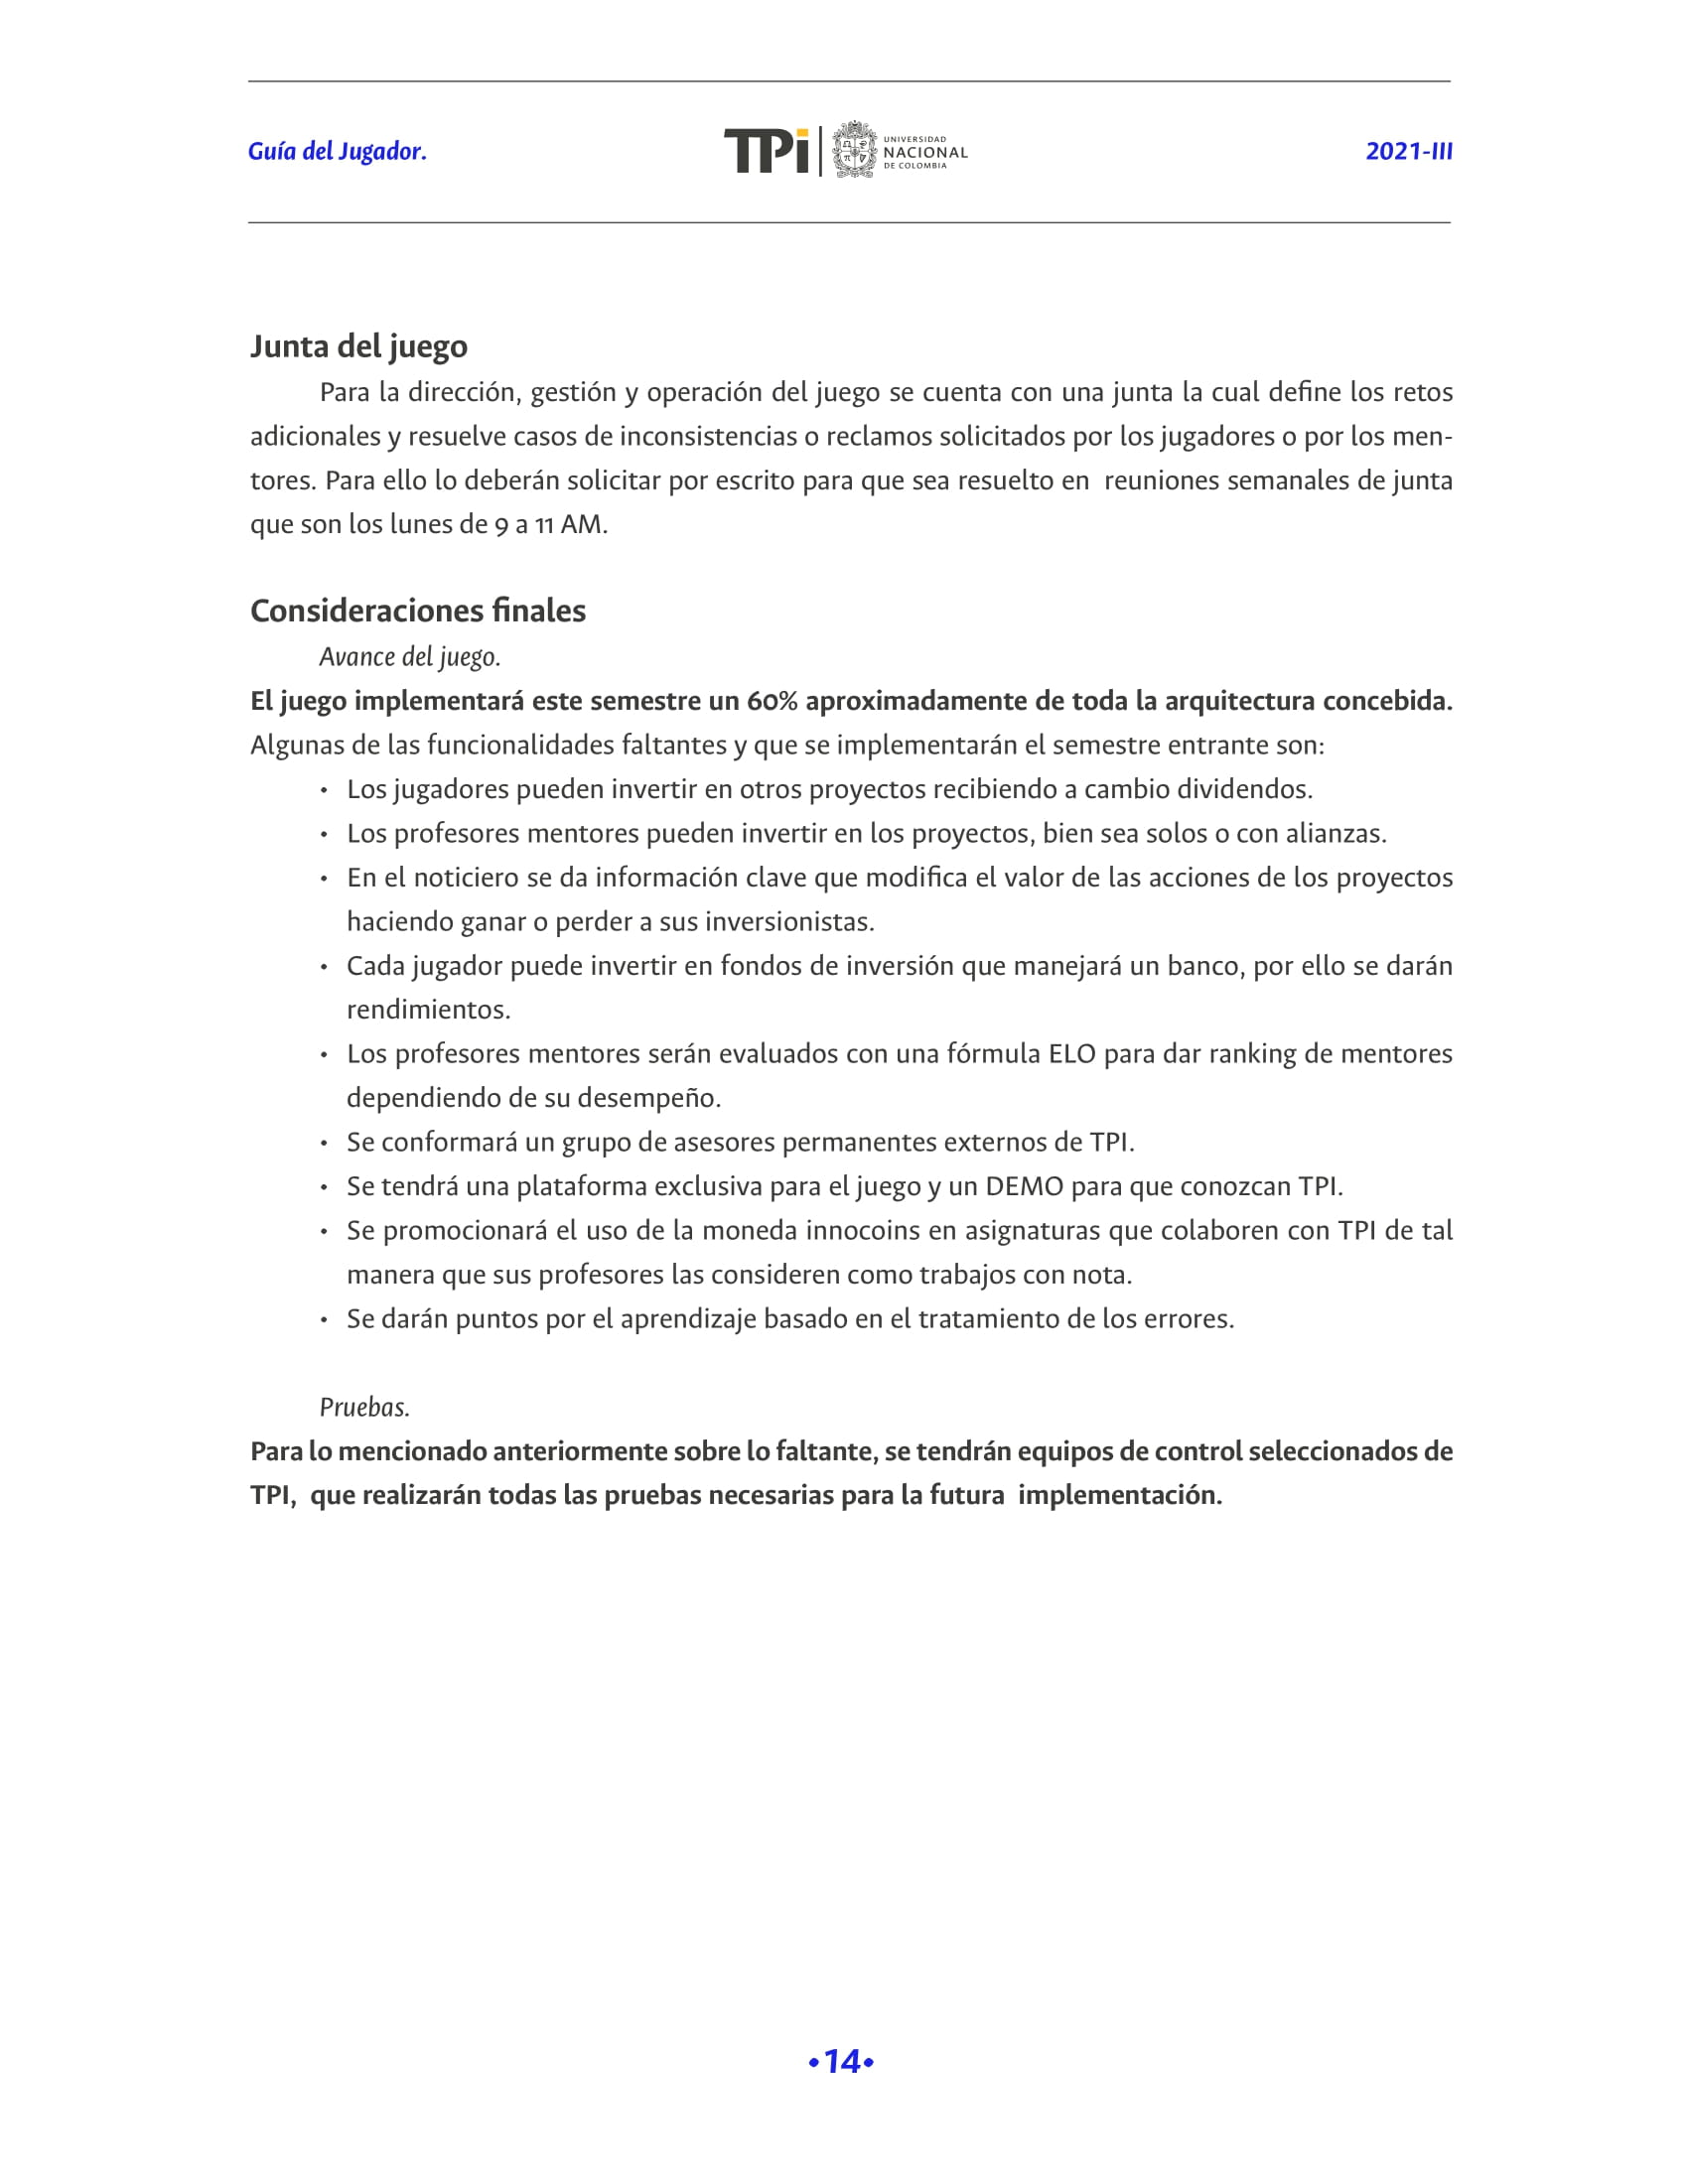 Guía del Jugador.
TPi
UNIVERSIDAD
NACIONAL
DE COLOMBIA
2021-III
Junta del juego
Para la dirección, gestión y operación del juego se cuenta con una junta la cual define los retos
adicionales y resuelve casos de inconsistencias o reclamos solicitados por los jugadores o por los men-
tores. Para ello lo deberán solicitar por escrito para que sea resuelto en  reuniones semanales de junta
que son los lunes de 9 a 11 AM.
Consideraciones finales
Avance del juego.
El juego implementará este semestre un 60% aproximadamente de toda la arquitectura concebida.
Algunas de las funcionalidades faltantes y que se implementarán el semestre entrante son:
• Los jugadores pueden invertir en otros proyectos recibiendo a cambio dividendos.
• Los profesores mentores pueden invertir en los proyectos, bien sea solos o con alianzas.
• En el noticiero se da información clave que modifica el valor de las acciones de los proyectos
haciendo ganar o perder a sus inversionistas.
• Cada jugador puede invertir en fondos de inversión que manejará un banco, por ello se darán
rendimientos.
• Los profesores mentores serán evaluados con una fórmula ELO para dar ranking de mentores
dependiendo de su desempeño.
• Se conformará un grupo de asesores permanentes externos de TPI.
• Se tendrá una plataforma exclusiva para el juego y un DEMO para que conozcan TPI.
• Se promocionará el uso de la moneda innocoins en asignaturas que colaboren con TPI de tal
manera que sus profesores las consideren como trabajos con nota.
• Se darán puntos por el aprendizaje basado en el tratamiento de los errores.
Pruebas.
Para lo mencionado anteriormente sobre lo faltante, se tendrán equipos de control seleccionados de
TPI,  que realizarán todas las pruebas necesarias para la futura  implementación.
•14•